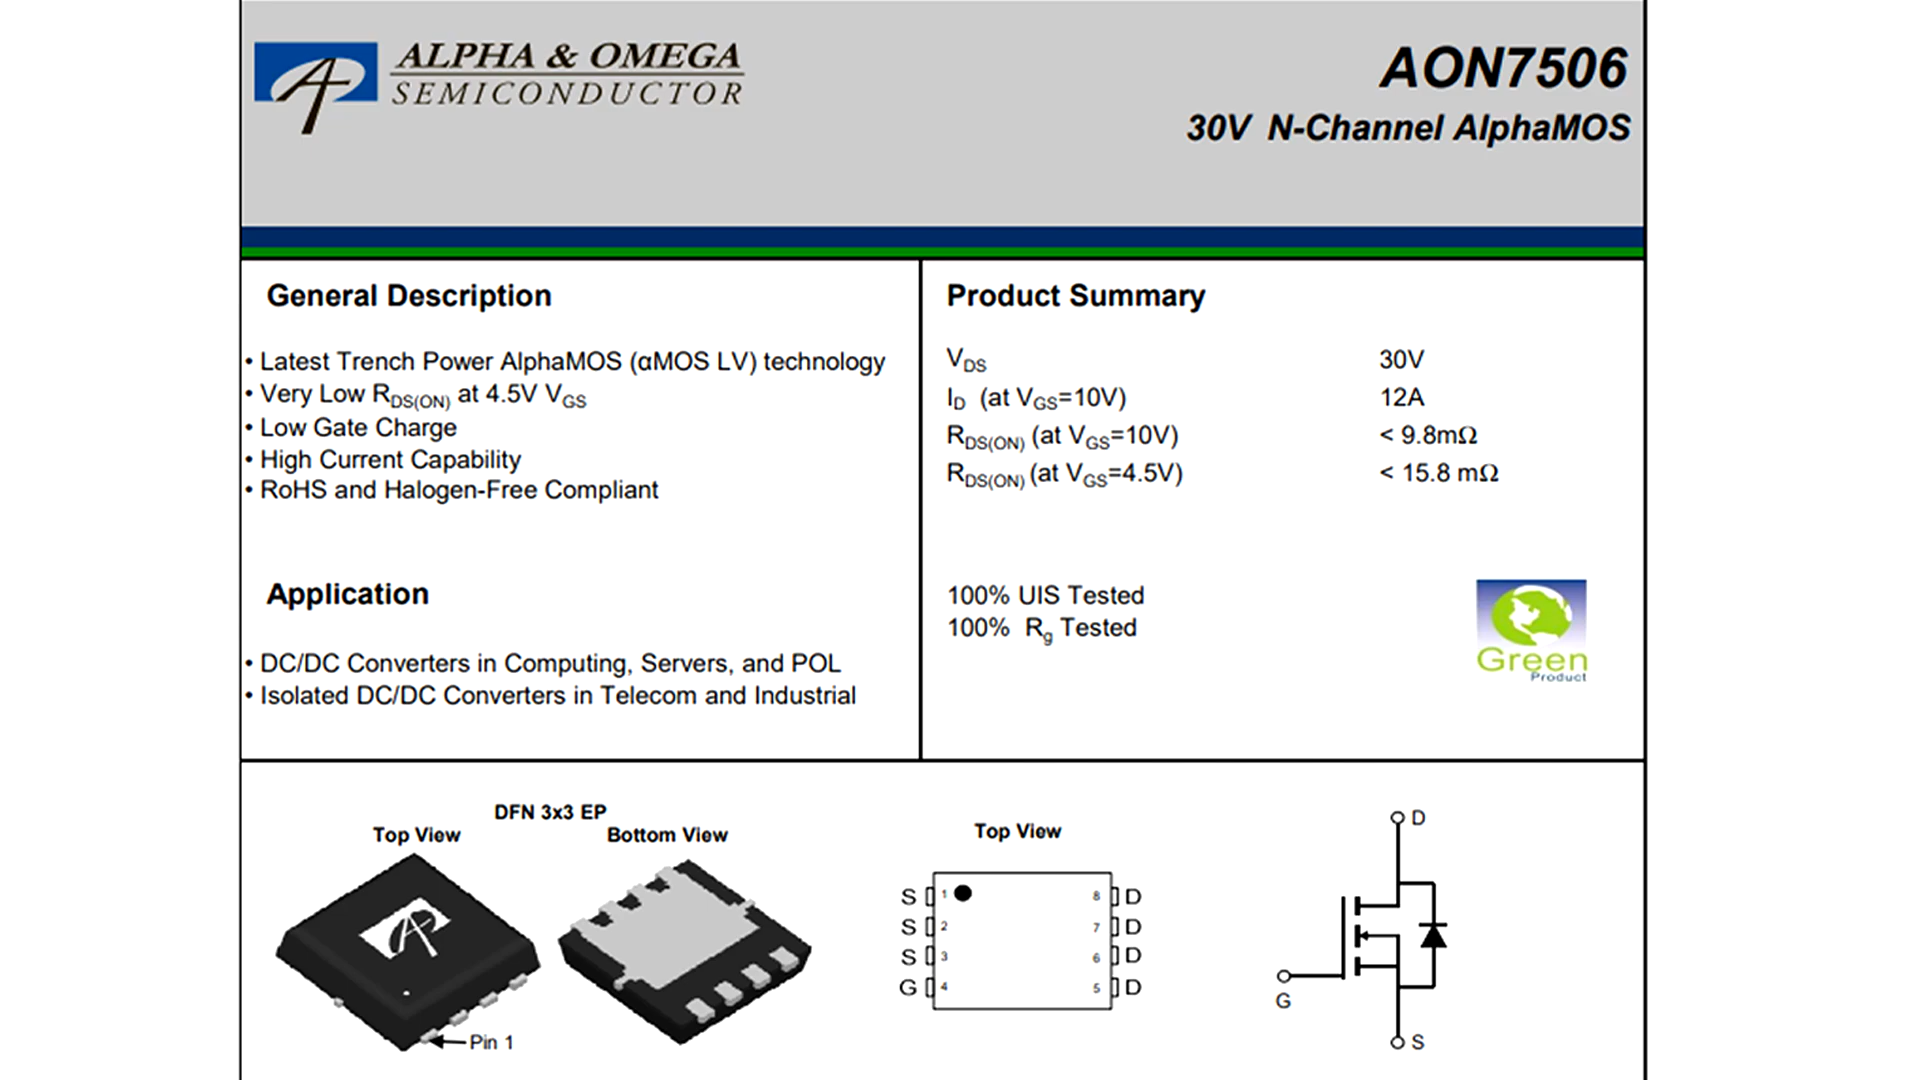 ALPHA & OMEGA
SEMICONDUCTOR
AON7506
30V N-Channel AlphaMOS
General Description
• Latest Trench Power AlphaMOS (αMOS LV) technology
• Very Low RDS(ON) at 4.5V VGS
• Low Gate Charge
• High Current Capability
• RoHS and Halogen-Free Compliant
Application
• DC/DC Converters in Computing, Servers, and POL
• Isolated DC/DC Converters in Telecom and Industrial
Product Summary
VDS 30V
ID (at VGS=10V) 12A
RDS(ON) (at VGS=10V) < 9.8mΩ
RDS(ON) (at VGS=4.5V) < 15.8 mΩ
100% UIS Tested
100% Rg Tested
Green
Product
DFN 3x3 EP
Top View
Bottom View
Pin 1
Top View
S 1 8 D
S 2 7 D
S 3 6 D
G 4 5 D
D
G
S